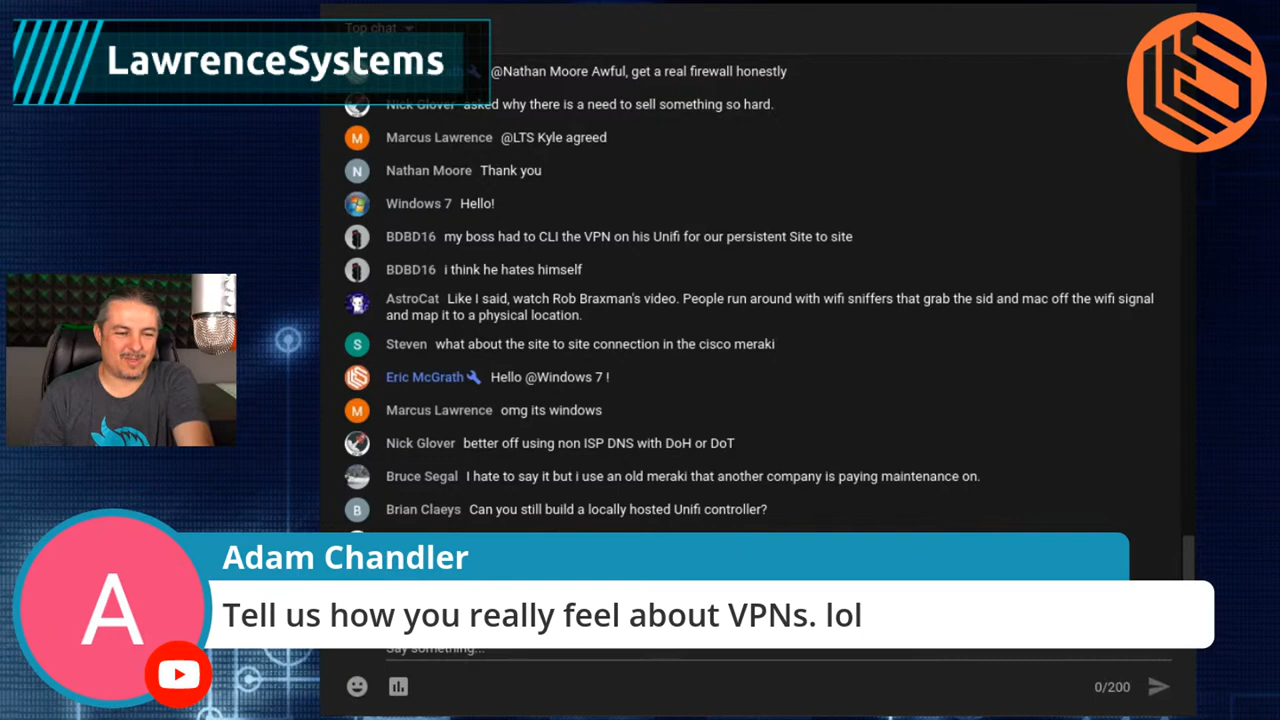 LawrenceSystems
Top chat
@Nathan Moore Awful, get a real firewall honestly
Nick Glover asked why there is a need to sell something so hard.
Marcus Lawrence @LTS Kyle agreed
Nathan Moore Thank you
Windows 7 Hello!
BDBD16 my boss had to CLI the VPN on his Unifi for our persistent Site to site
BDBD16 i think he hates himself
AstroCat Like I said, watch Rob Braxman's video. People run around with wifi sniffers that grab the sid and mac off the wifi signal
and map it to a physical location.
S Steven what about the site to site connection in the cisco meraki
Eric McGrath Hello @Windows 7 !
M Marcus Lawrence omg its windows
Nick Glover better off using non ISP DNS with DoH or DoT
Bruce Segal I hate to say it but i use an old meraki that another company is paying maintenance on.
B Brian Claeys Can you still build a locally hosted Unifi controller?
A
Adam Chandler
Tell us how you really feel about VPNs. lol
Say something...
0/200